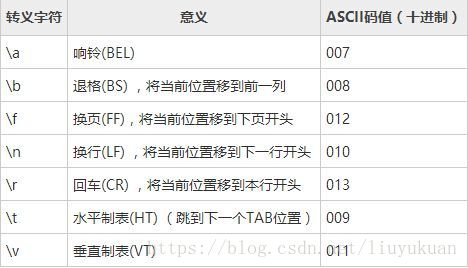 转义字符 意义 ASCII码值（十进制）
\a 响铃(BEL) 007
\b 退格(BS) ，将当前位置移到前一列 008
\f 换页(FF)，将当前位置移到下页开头 012
\n 换行(LF) ，将当前位置移到下一行开头 010
\r 回车(CR) ，将当前位置移到本行开头 013
\t 水平制表(HT) （跳到下一个TAB位置） 009
\v 垂直制表(VT) 011
https://blog.csdn.net/liuyukuan